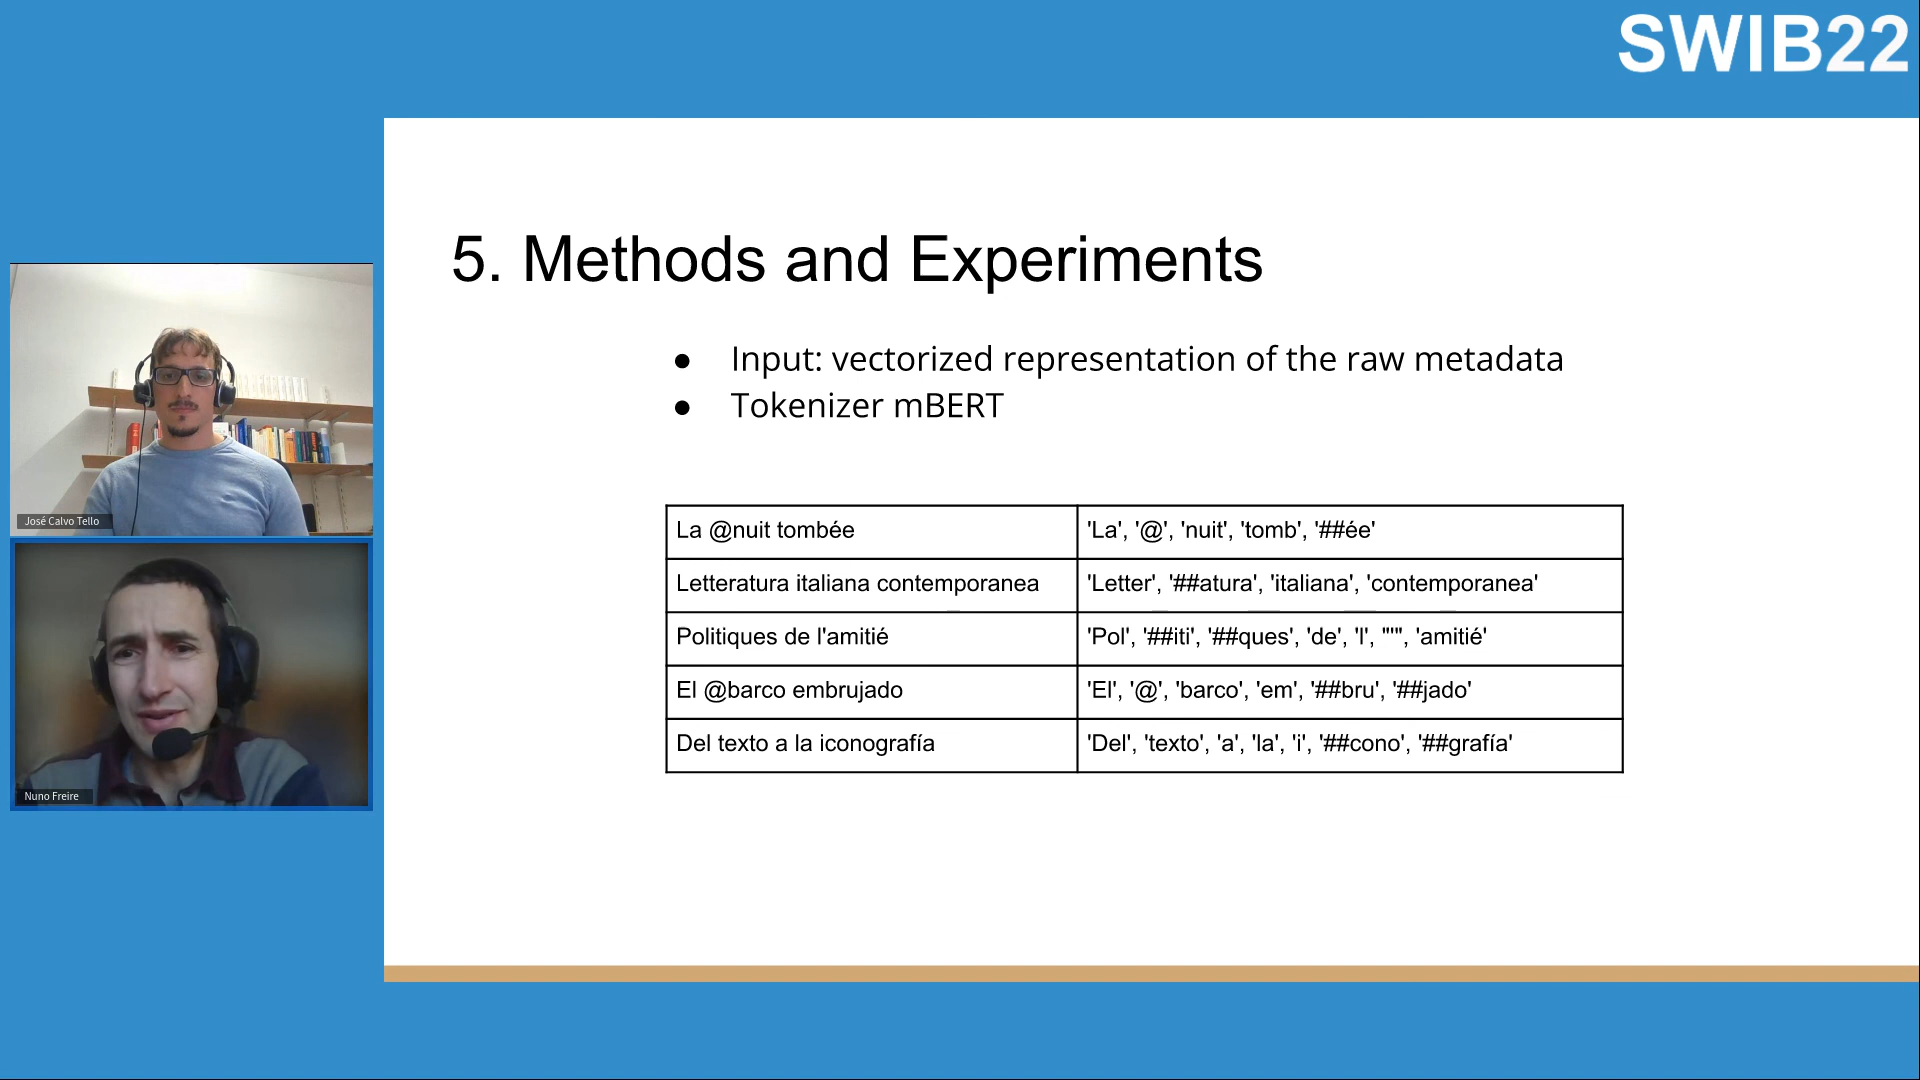 SWIB22
5. Methods and Experiments
● Input: vectorized representation of the raw metadata
● Tokenizer mBERT
La @nuit tombée 'La', '@', 'nuit', 'tomb', '##ée'
Letteratura italiana contemporanea 'Letter', '##atura', 'italiana', 'contemporanea'
Politiques de l'amitié 'Pol', '##iti', '##ques', 'de', 'l', "'", 'amitié'
El @barco embrujado 'El', '@', 'barco', 'em', '##bru', '##jado'
Del texto a la iconografía 'Del', 'texto', 'a', 'la', 'i', '##cono', '##grafía'
José Calvo Tello
Nuno Freire